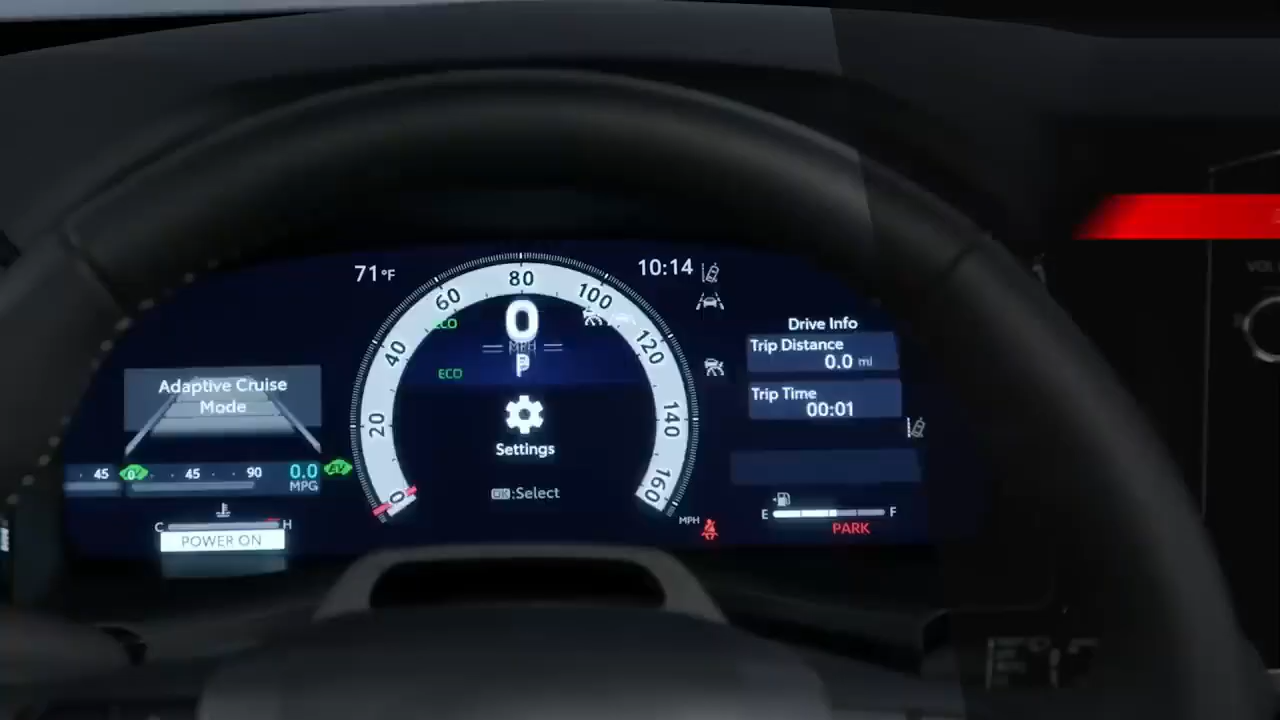 71°F
10:14
0
20
40
60
80
100
120
140
160
MPH
0
MPH
P
ECO
ECO
Settings
OK:Select
Adaptive Cruise
Mode
45 0 45 90
0.0
MPG
EV
C H
POWER ON
Drive Info
Trip Distance
0.0 mi
Trip Time
00:01
E F
PARK